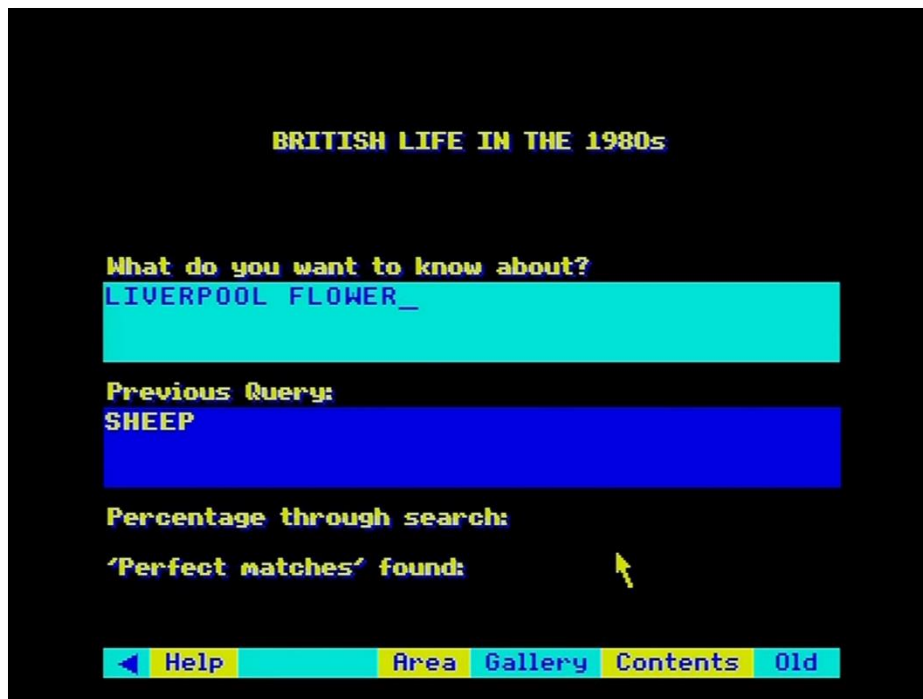 BRITISH LIFE IN THE 1980s
What do you want to know about?
LIVERPOOL FLOWER_
Previous Query:
SHEEP
Percentage through search:
'Perfect matches' found:
Help Area Gallery Contents Old